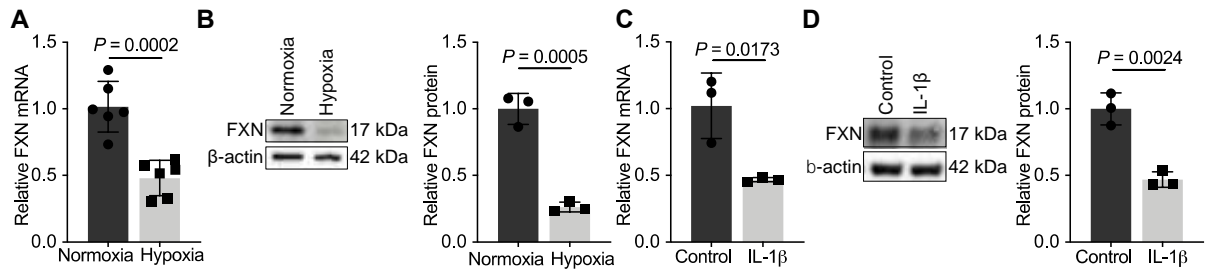 A
Relative FXN mRNA
1.5
1.0
0.5
0.0
P = 0.0002
Normoxia Hypoxia
B
Normoxia
Hypoxia
FXN 17 kDa
β-actin 42 kDa
Relative FXN protein
1.5
1.0
0.5
0.0
P = 0.0005
Normoxia Hypoxia
C
Relative FXN mRNA
1.5
1.0
0.5
0.0
P = 0.0173
Control IL-1β
D
Control
IL-1β
FXN 17 kDa
b-actin 42 kDa
Relative FXN protein
1.5
1.0
0.5
0.0
P = 0.0024
Control IL-1β